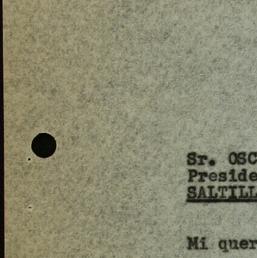 Sr. OSC
Preside
SALTILL
Mi quer